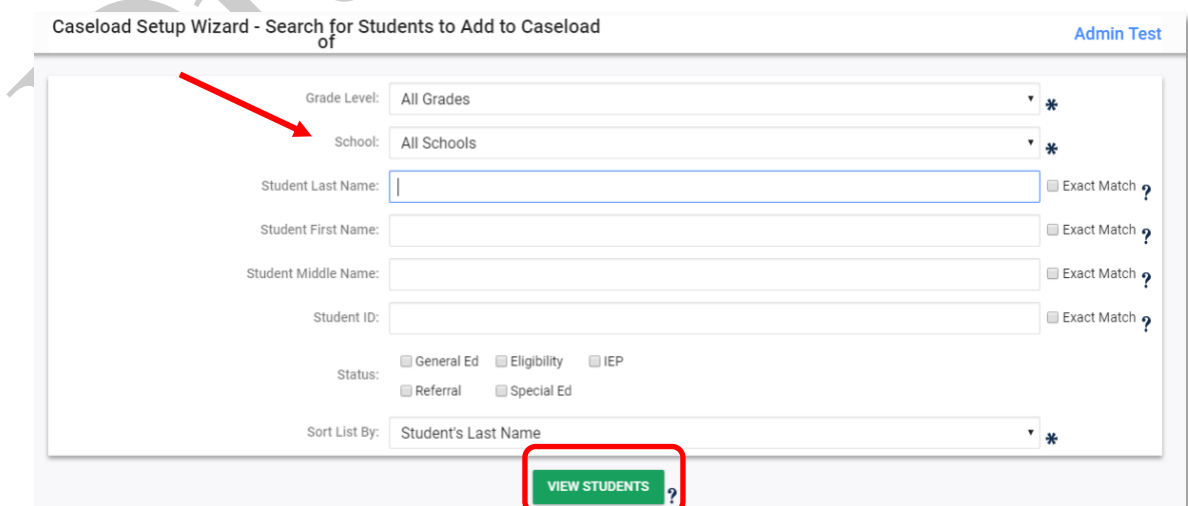 Caseload Setup Wizard - Search for Students to Add to Caseload
of
Admin Test
Grade Level: All Grades *
School: All Schools *
Student Last Name: Exact Match ?
Student First Name: Exact Match ?
Student Middle Name: Exact Match ?
Student ID: Exact Match ?
Status: General Ed Eligibility IEP
Referral Special Ed
Sort List By: Student's Last Name *
VIEW STUDENTS ?